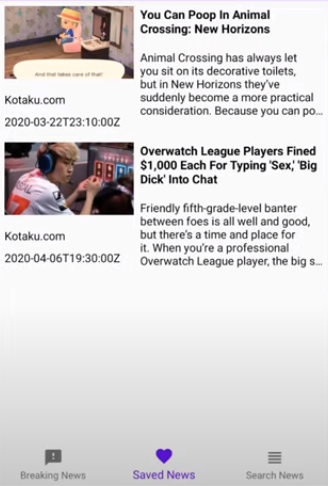 You Can Poop In Animal
Crossing: New Horizons
Animal Crossing has always let
you sit on its decorative toilets,
but in New Horizons they've
suddenly become a more practical
consideration. Because you can po...
And that takes care of that!
Kotaku.com
2020-03-22T23:10:00Z
Overwatch League Players Fined
$1,000 Each For Typing 'Sex,' 'Big
Dick' Into Chat
Friendly fifth-grade-level banter
between foes is all well and good,
but there's a time and place for
it. When you're a professional
Overwatch League player, the big s...
Kotaku.com
2020-04-06T19:30:00Z
Breaking News
Saved News
Search News